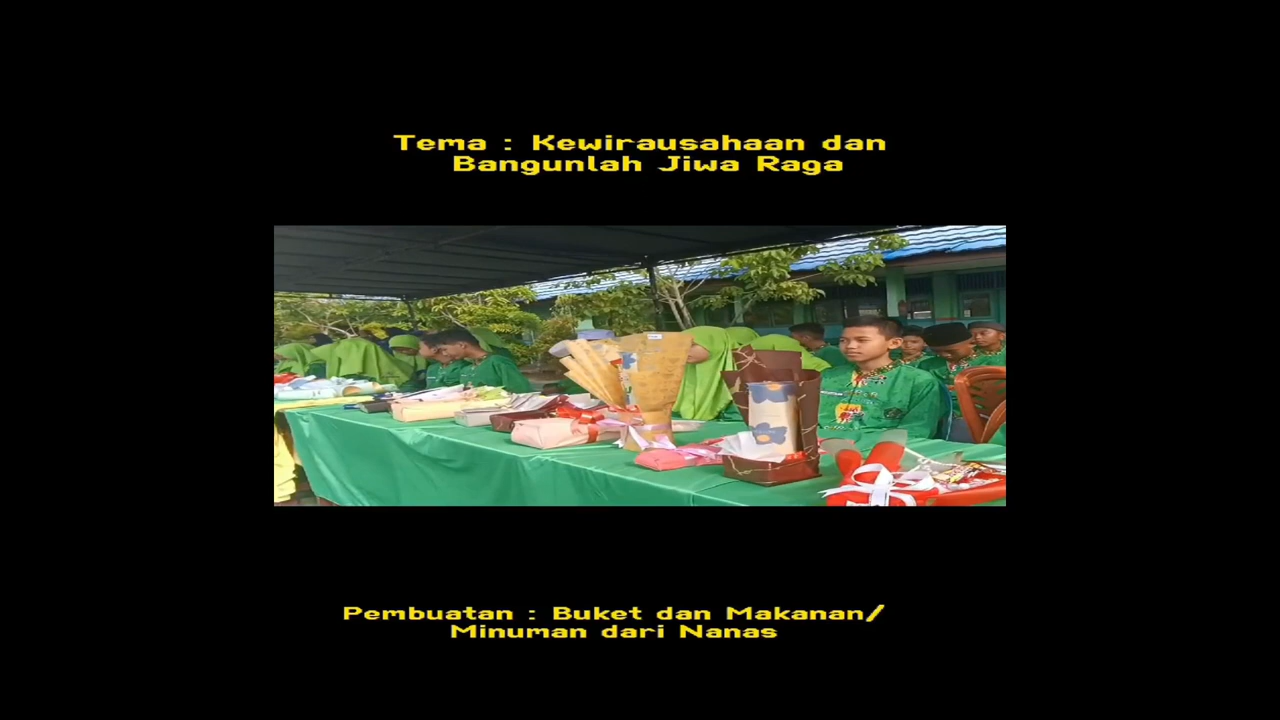 Tema : Kewirausahaan dan
Bangunlah Jiwa Raga
Pembuatan : Buket dan Makanan/
Minuman dari Nanas